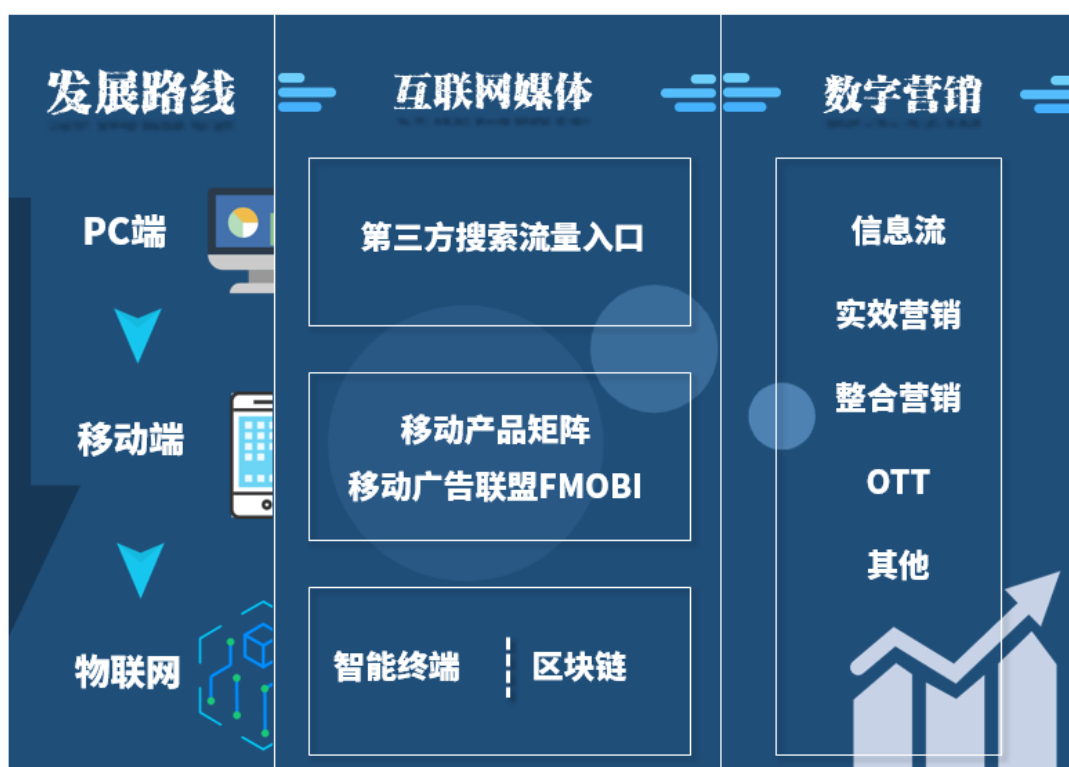 发展路线
PC端
移动端
物联网
互联网媒体
第三方搜索流量入口
移动产品矩阵
移动广告联盟FMOBI
智能终端
区块链
数字营销
信息流
实效营销
整合营销
OTT
其他